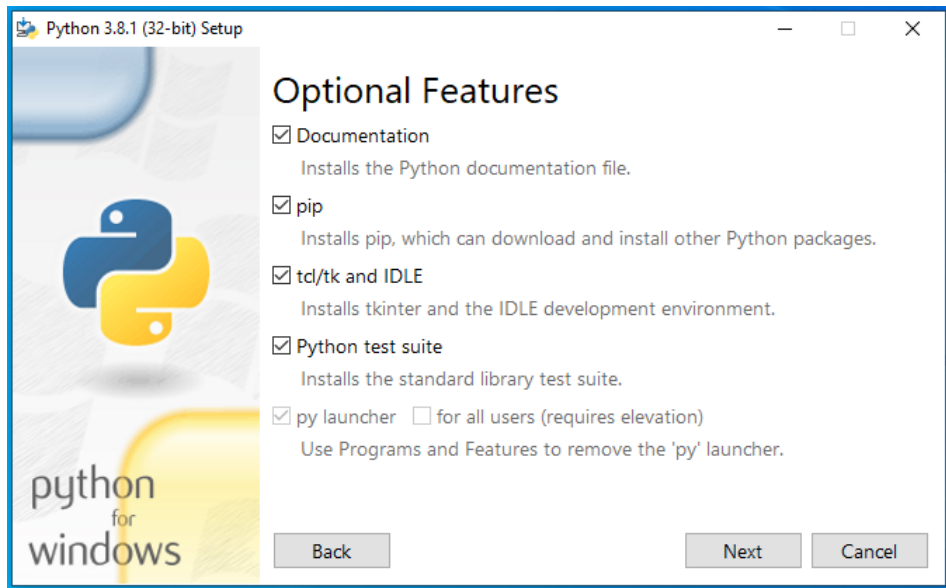 Python 3.8.1 (32-bit) Setup
Optional Features
Documentation
Installs the Python documentation file.
pip
Installs pip, which can download and install other Python packages.
tcl/tk and IDLE
Installs tkinter and the IDLE development environment.
Python test suite
Installs the standard library test suite.
py launcher for all users (requires elevation)
Use Programs and Features to remove the 'py' launcher.
python
for
windows
Back Next Cancel